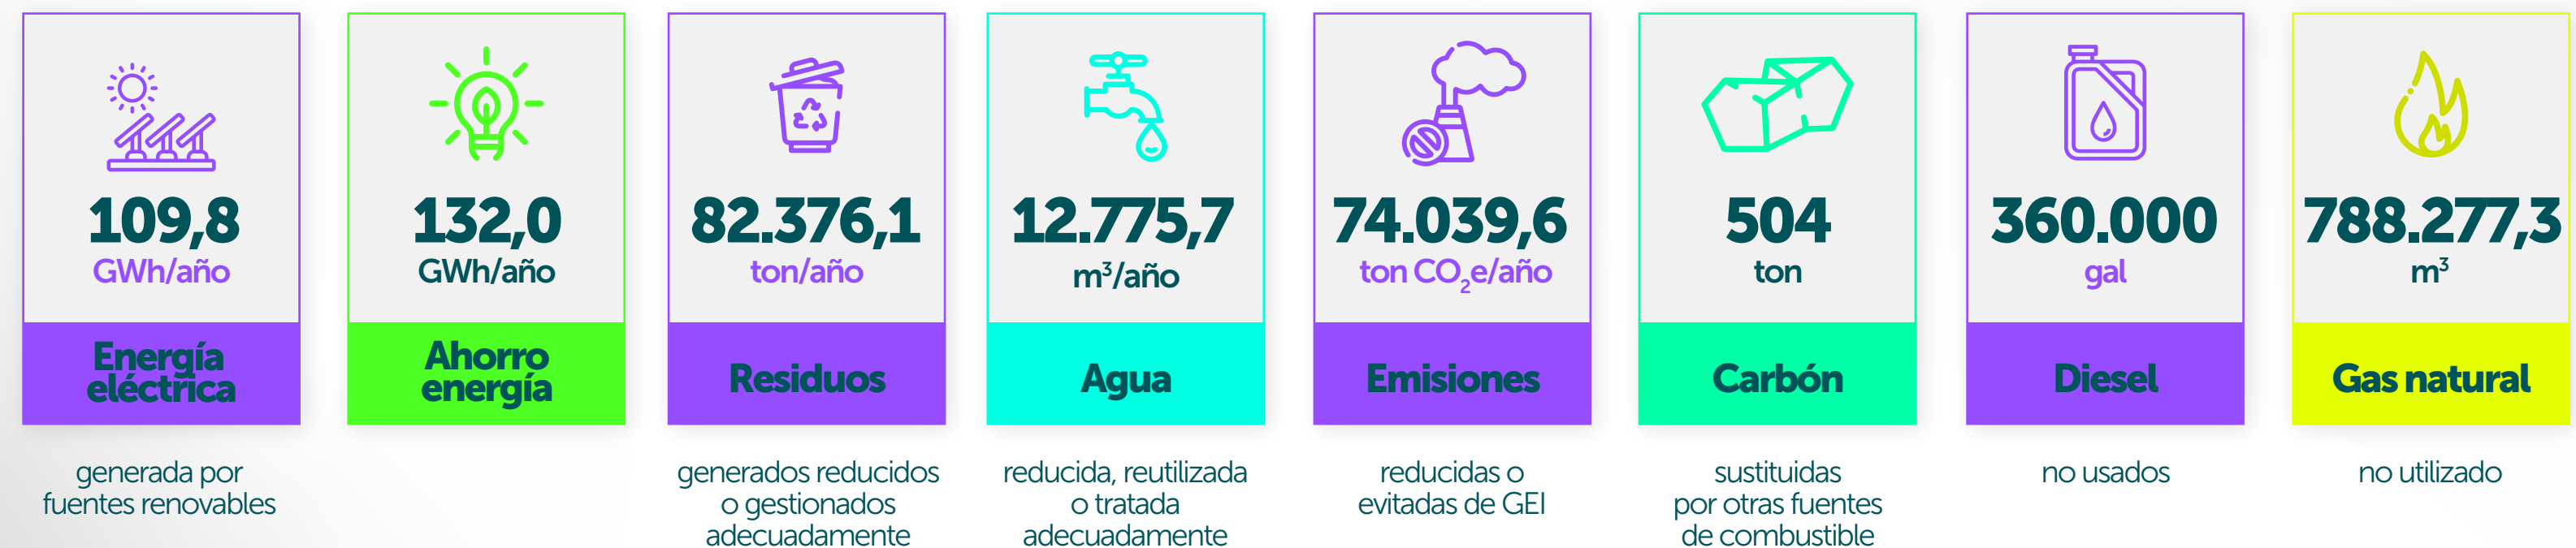 109,8
GWh/año
Energía
eléctrica
generada por
fuentes renovables
132,0
GWh/año
Ahorro
energía
82.376,1
ton/año
Residuos
generados reducidos
o gestionados
adecuadamente
12.775,7
m³/año
Agua
reducida, reutilizada
o tratada
adecuadamente
74.039,6
ton CO₂e/año
Emisiones
reducidas o
evitadas de GEI
504
ton
Carbón
sustituidas
por otras fuentes
de combustible
360.000
gal
Diesel
no usados
788.277,3
m³
Gas natural
no utilizado